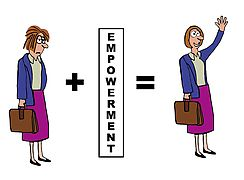 + EMPOWERMENT =